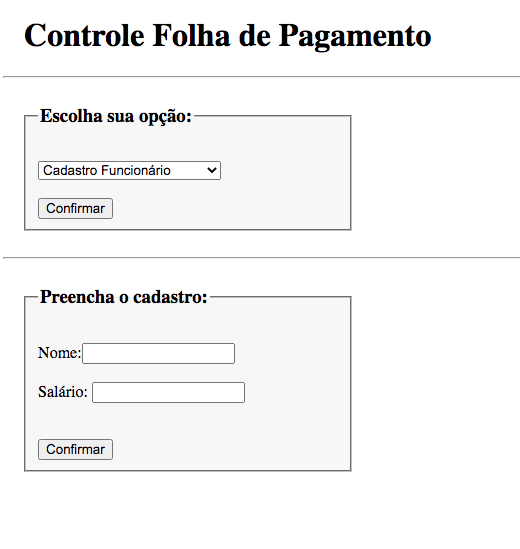 Controle Folha de Pagamento
Escolha sua opção:
Cadastro Funcionário
Confirmar
Preencha o cadastro:
Nome:
Salário:
Confirmar